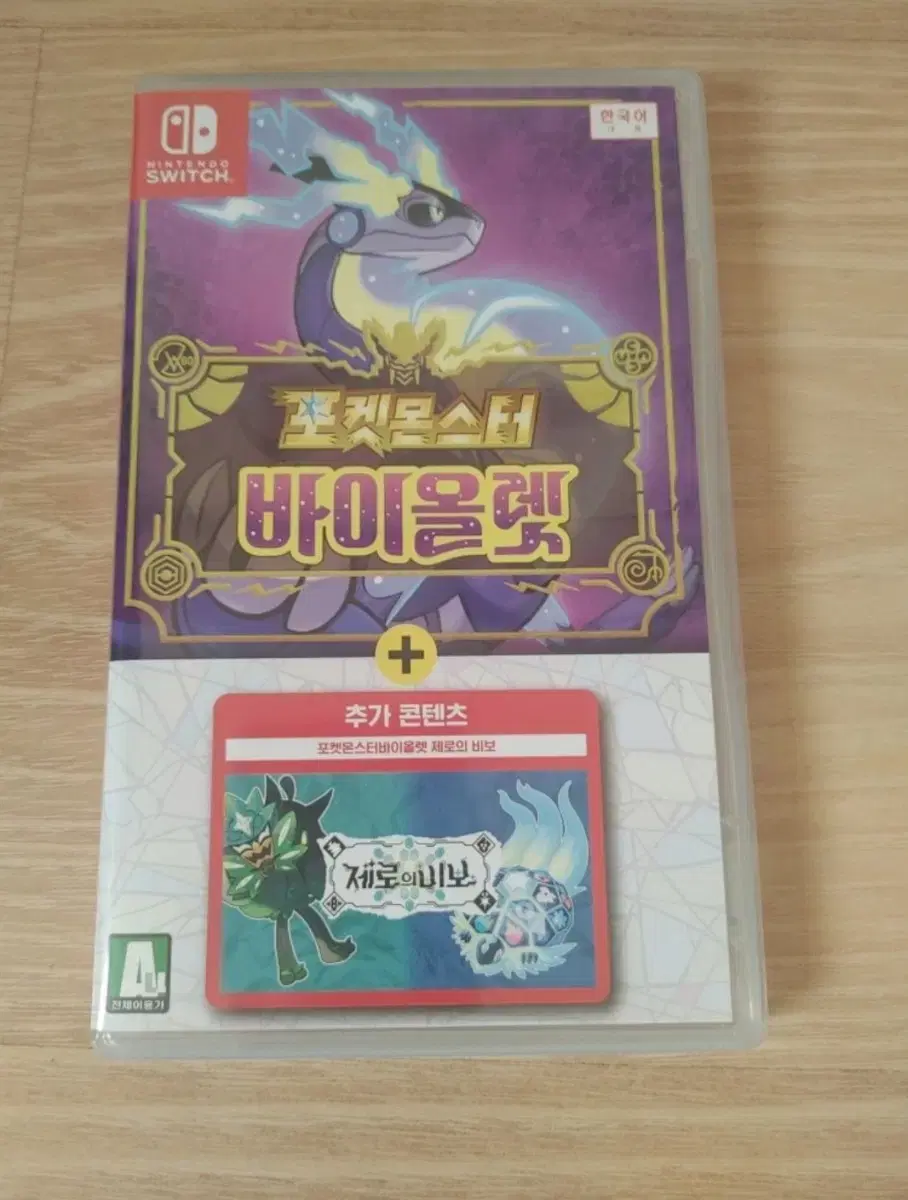 NINTENDO
SWITCH
한국어
포켓몬스터
바이올렛
+
추가 콘텐츠
포켓몬스터바이올렛 제로의 비보
제로의 비보
ALL
전체이용가